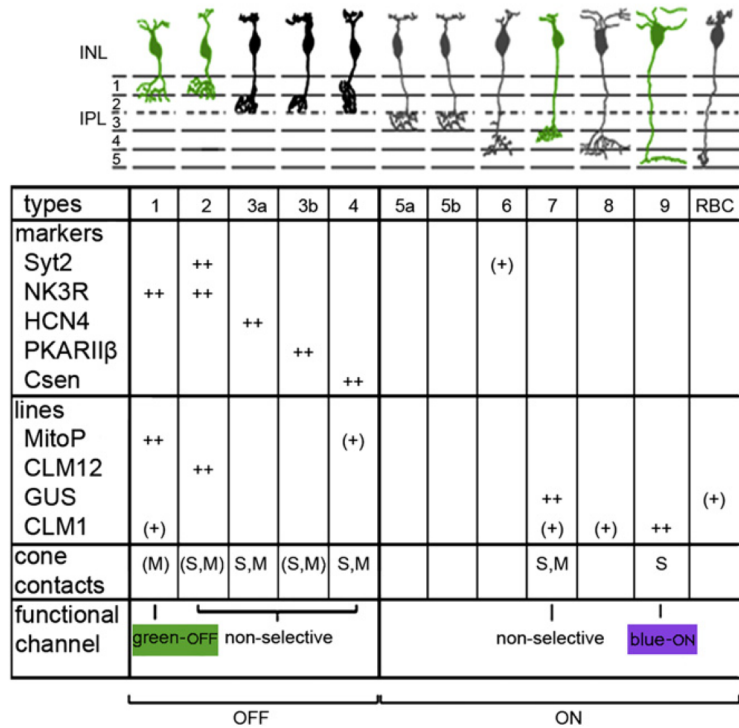 INL
1
2
IPL
3
4
5
types 1 2 3a 3b 4 5a 5b 6 7 8 9 RBC
markers
Syt2 ++ (+)
NK3R ++ ++
HCN4 ++
PKARIIβ ++
Csen ++
lines
MitoP ++ (+)
CLM12 ++
GUS ++ (+)
CLM1 (+) (+) (+) ++
cone
contacts (M) (S,M) S,M (S,M) S,M S,M S
functional
channel green-OFF non-selective non-selective blue-ON
OFF ON